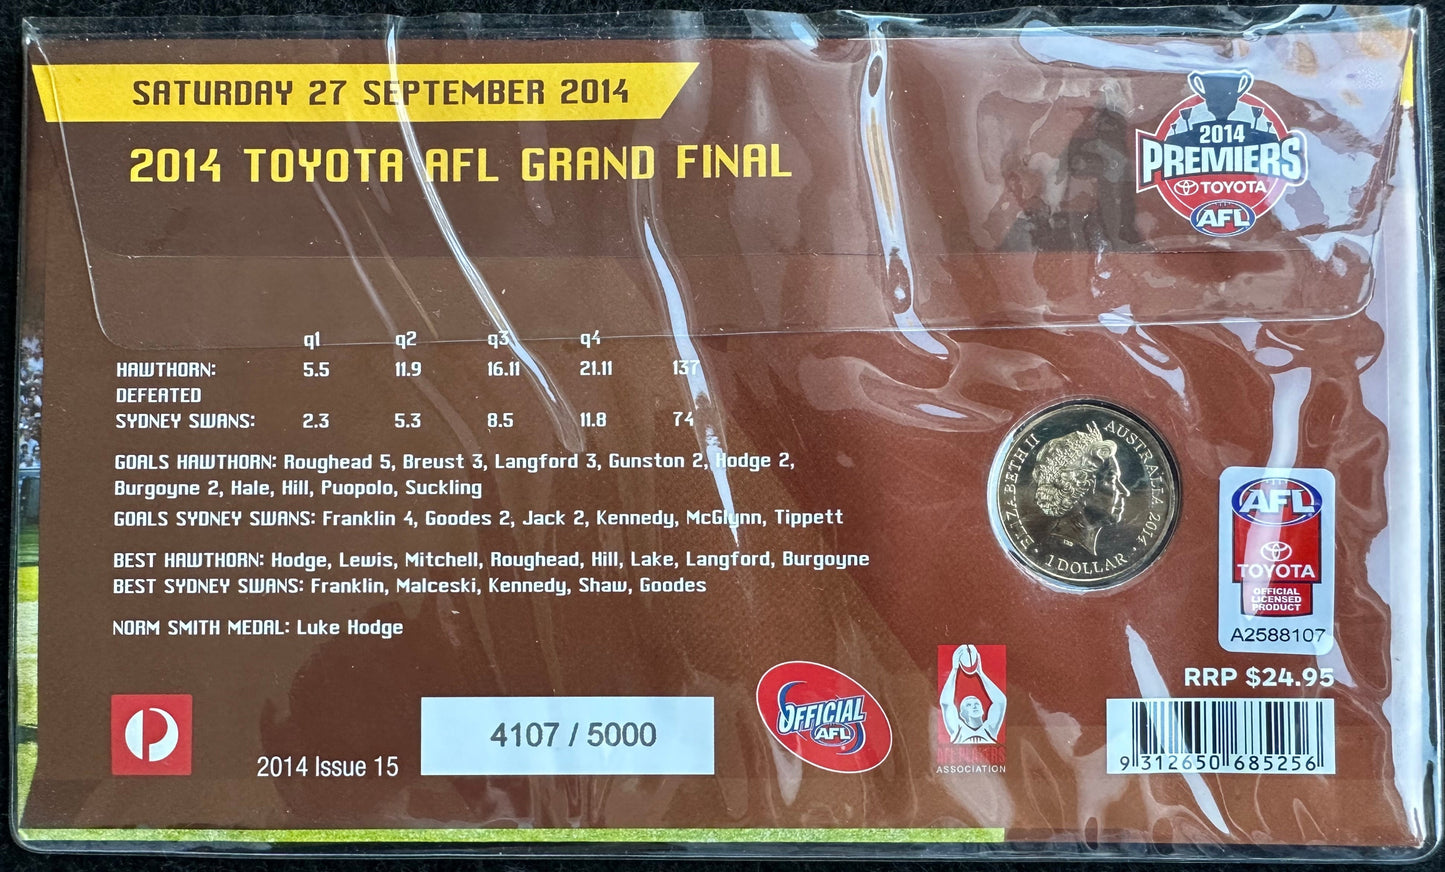 SATURDAY 27 SEPTEMBER 2014
2014 TOYOTA AFL GRAND FINAL
2014
PREMIERS
TOYOTA
AFL
q1 q2 q3 q4
HAWTHORN: 5.5 11.9 16.11 21.11 137
DEFEATED
SYDNEY SWANS: 2.3 5.3 8.5 11.8 74
GOALS HAWTHORN: Roughead 5, Breust 3, Langford 3, Gunston 2, Hodge 2,
Burgoyne 2, Hale, Hill, Puopolo, Suckling
GOALS SYDNEY SWANS: Franklin 4, Goodes 2, Jack 2, Kennedy, McGlynn, Tippett
BEST HAWTHORN: Hodge, Lewis, Mitchell, Roughead, Hill, Lake, Langford, Burgoyne
BEST SYDNEY SWANS: Franklin, Malceski, Kennedy, Shaw, Goodes
NORM SMITH MEDAL: Luke Hodge
ELIZABETH II AUSTRALIA 2014
1 DOLLAR
AFL
TOYOTA
OFFICIAL
LICENSED
PRODUCT
A2588107
RRP $24.95
2014 Issue 15
4107 / 5000
OFFICIAL
AFL
AFL PLAYERS
ASSOCIATION
9 312650 685256